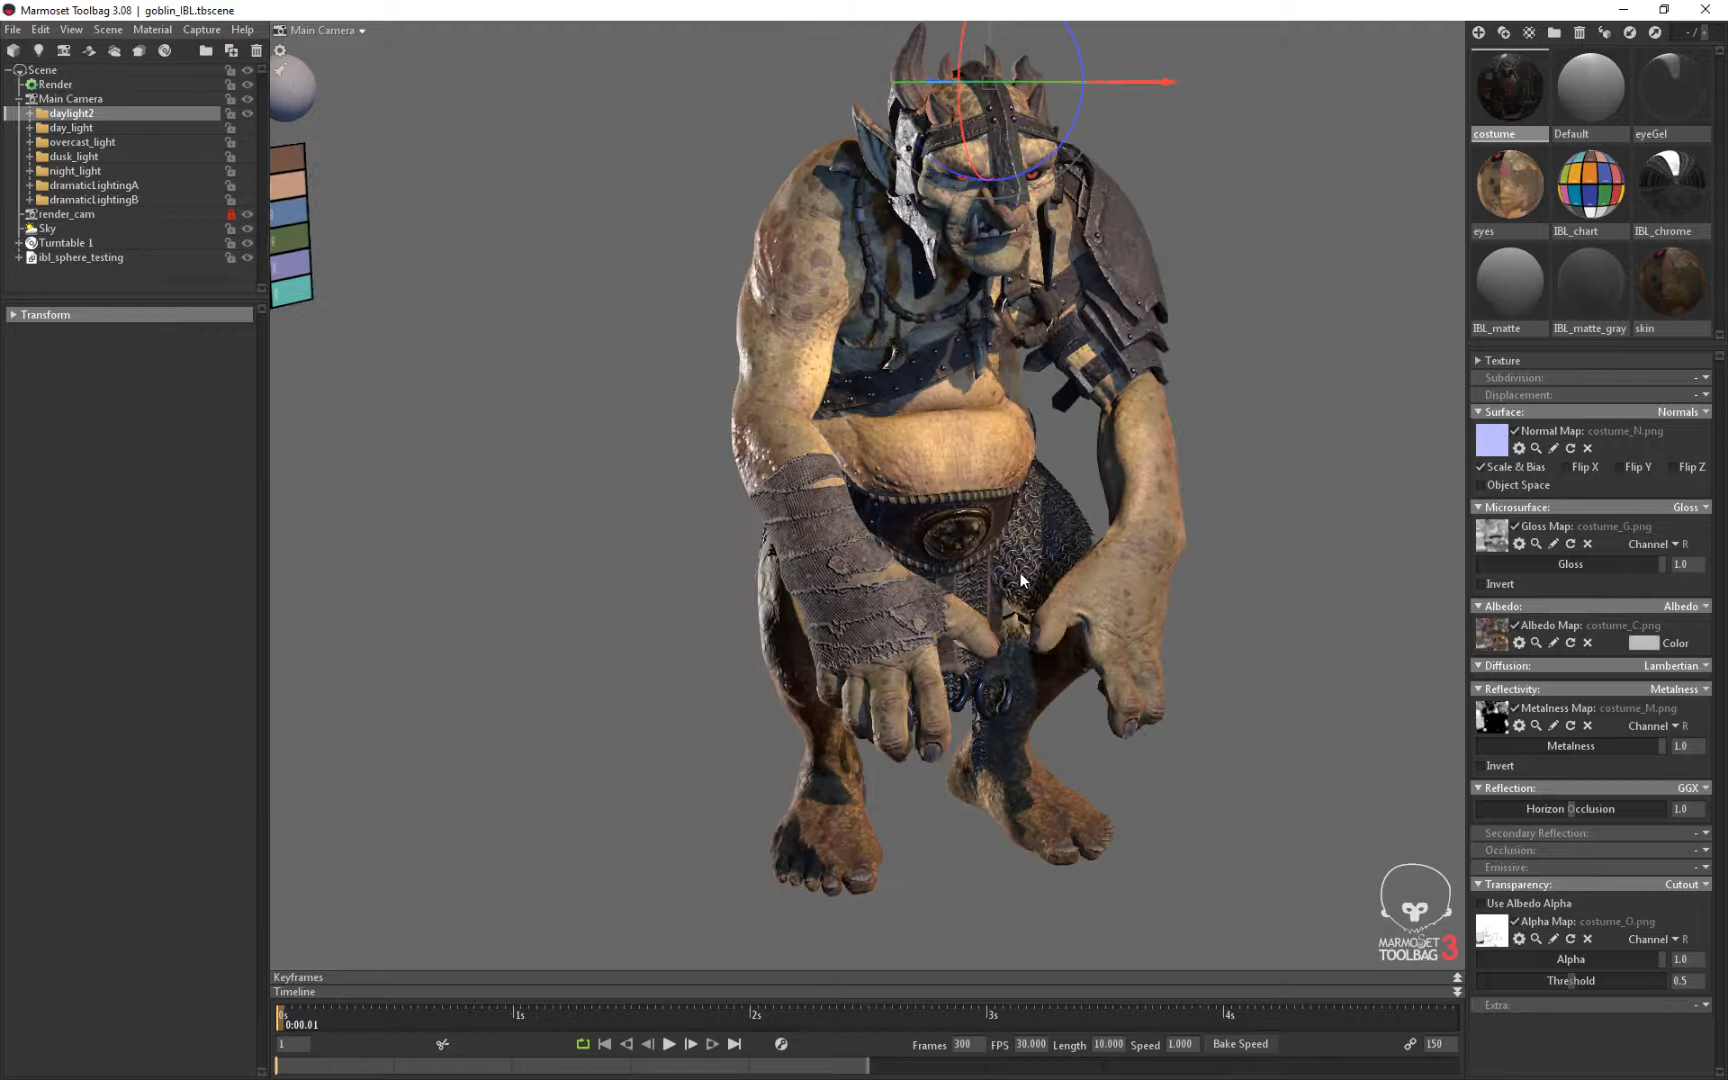 Marmoset Toolbag 3.08 | goblin_IBL.tbscene
File Edit View Scene Material Capture Help
Main Camera
- /
Scene
Render
Main Camera
daylight2
day_light
overcast_light
dusk_light
night_light
dramaticLightingA
dramaticLightingB
render_cam
Sky
Turntable 1
ibl_sphere_testing
Transform
costume Default eyeGel
eyes IBL_chart IBL_chrome
IBL_matte IBL_matte_gray skin
Texture
Subdivision: -
Displacement: -
Surface: Normals
Normal Map: costume_N.png
Scale & Bias Flip X Flip Y Flip Z
Object Space
Microsurface: Gloss
Gloss Map: costume_G.png
Channel R
Gloss 1.0
Invert
Albedo: Albedo
Albedo Map: costume_C.png
Color
Diffusion: Lambertian
Reflectivity: Metalness
Metalness Map: costume_M.png
Channel R
Metalness 1.0
Invert
Reflection: GGX
Horizon Occlusion 1.0
Secondary Reflection: -
Occlusion: -
Emissive: -
Transparency: Cutout
Use Albedo Alpha
Alpha Map: costume_O.png
Channel R
Alpha 1.0
Threshold 0.5
Extra: -
MARMOSET
TOOLBAG 3
Keyframes
Timeline
0s 1s 2s 3s 4s
0:00.01
1 Frames 300 FPS 30.000 Length 10.000 Speed 1.000 Bake Speed 150